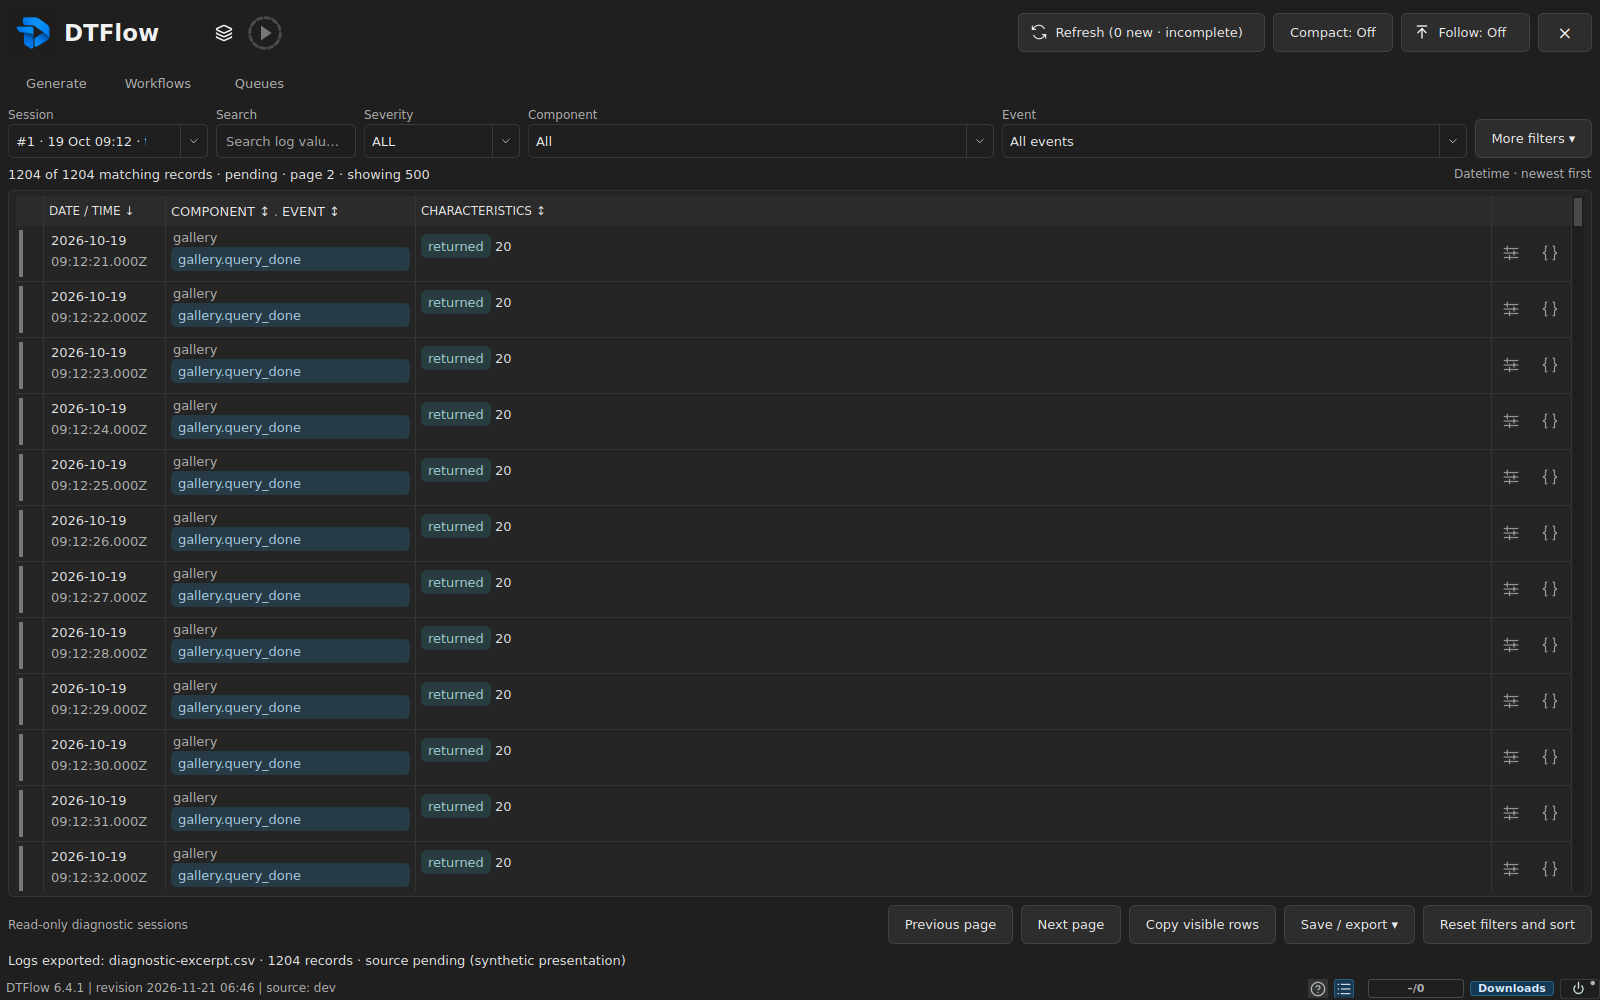 DTFlow
Refresh (0 new · incomplete)
Compact: Off
Follow: Off
×
Generate
Workflows
Queues
Session
Search
Severity
Component
Event
#1 · 19 Oct 09:12 ·
Search log valu...
ALL
All
All events
More filters ▾
1204 of 1204 matching records · pending · page 2 · showing 500
Datetime · newest first
DATE / TIME ↓
COMPONENT ↕ . EVENT ↕
CHARACTERISTICS ↕
2026-10-19
09:12:21.000Z
gallery
gallery.query_done
returned 20
{ }
2026-10-19
09:12:22.000Z
gallery
gallery.query_done
returned 20
{ }
2026-10-19
09:12:23.000Z
gallery
gallery.query_done
returned 20
{ }
2026-10-19
09:12:24.000Z
gallery
gallery.query_done
returned 20
{ }
2026-10-19
09:12:25.000Z
gallery
gallery.query_done
returned 20
{ }
2026-10-19
09:12:26.000Z
gallery
gallery.query_done
returned 20
{ }
2026-10-19
09:12:27.000Z
gallery
gallery.query_done
returned 20
{ }
2026-10-19
09:12:28.000Z
gallery
gallery.query_done
returned 20
{ }
2026-10-19
09:12:29.000Z
gallery
gallery.query_done
returned 20
{ }
2026-10-19
09:12:30.000Z
gallery
gallery.query_done
returned 20
{ }
2026-10-19
09:12:31.000Z
gallery
gallery.query_done
returned 20
{ }
2026-10-19
09:12:32.000Z
gallery
gallery.query_done
returned 20
{ }
Read-only diagnostic sessions
Previous page
Next page
Copy visible rows
Save / export ▾
Reset filters and sort
Logs exported: diagnostic-excerpt.csv · 1204 records · source pending (synthetic presentation)
DTFlow 6.4.1 | revision 2026-11-21 06:46 | source: dev
-/0
Downloads